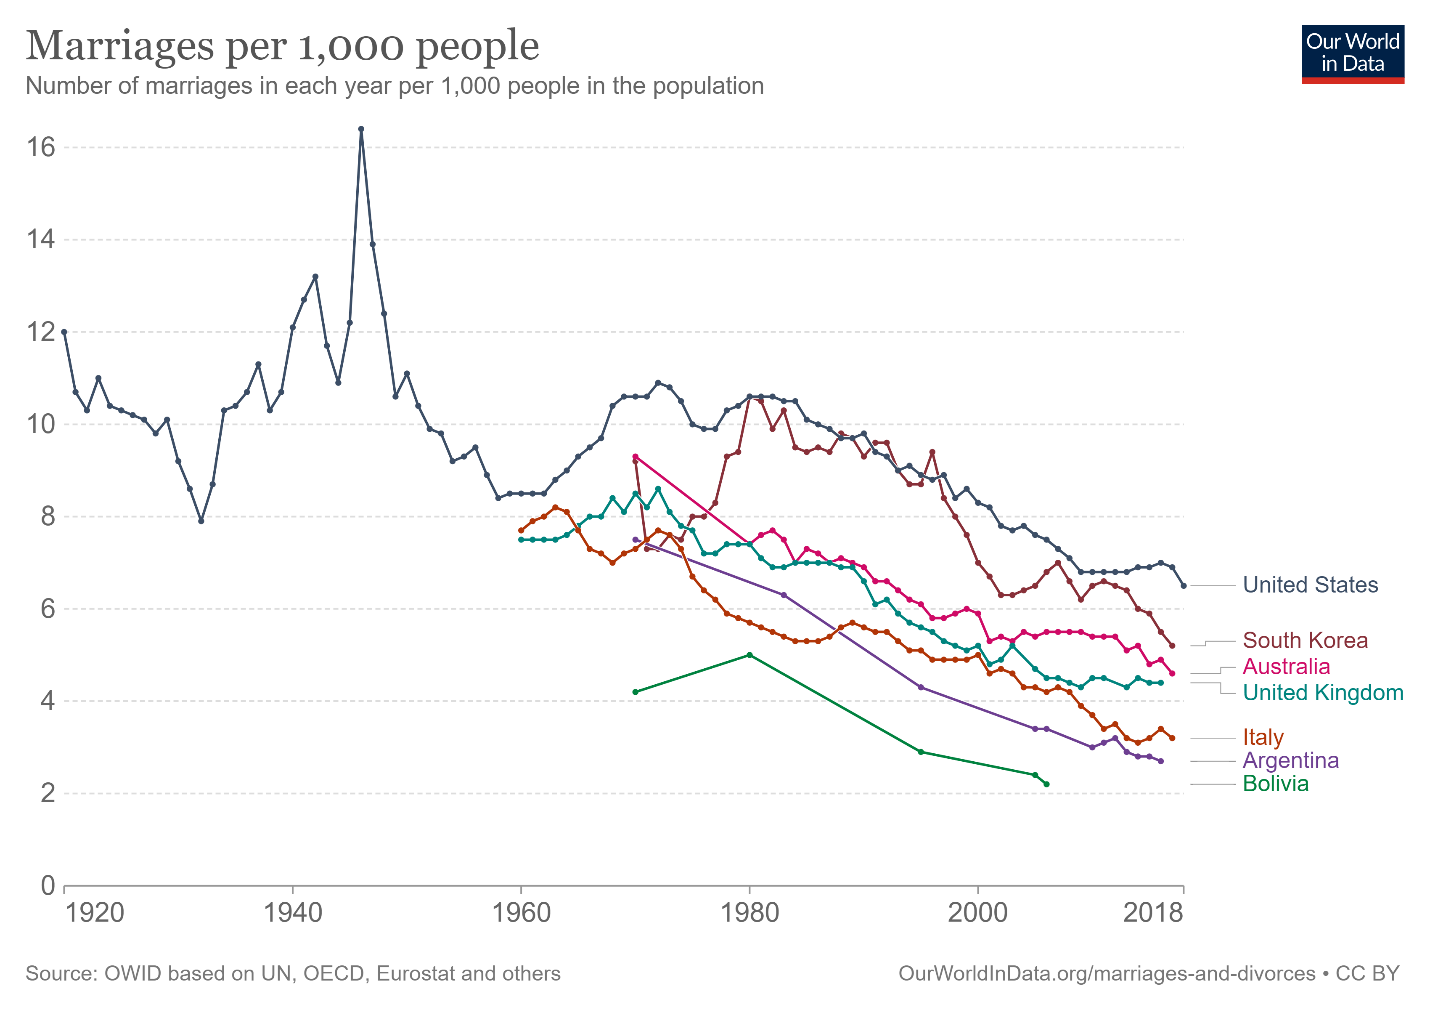 Marriages per 1,000 people
Number of marriages in each year per 1,000 people in the population
Our World
in Data
16
14
12
10
8
6
4
2
0
1920
1940
1960
1980
2000
2018
United States
South Korea
Australia
United Kingdom
Italy
Argentina
Bolivia
Source: OWID based on UN, OECD, Eurostat and others
OurWorldInData.org/marriages-and-divorces • CC BY